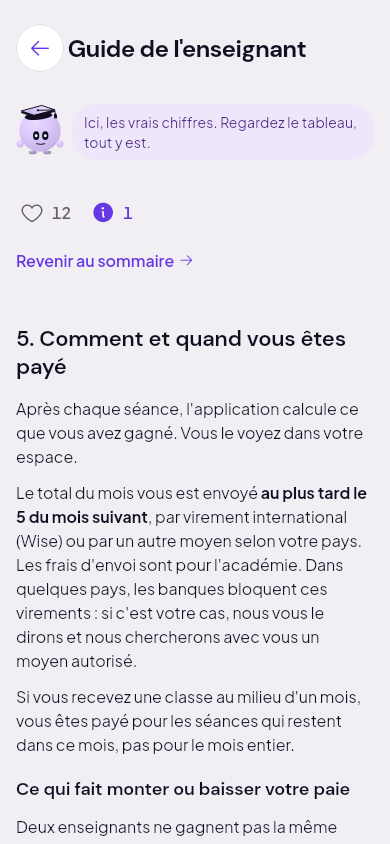 Guide de l'enseignant
Ici, les vrais chiffres. Regardez le tableau,
tout y est.
12
1
Revenir au sommaire →
5. Comment et quand vous êtes
payé
Après chaque séance, l'application calcule ce
que vous avez gagné. Vous le voyez dans votre
espace.
Le total du mois vous est envoyé au plus tard le
5 du mois suivant, par virement international
(Wise) ou par un autre moyen selon votre pays.
Les frais d'envoi sont pour l'académie. Dans
quelques pays, les banques bloquent ces
virements : si c'est votre cas, nous vous le
dirons et nous chercherons avec vous un
moyen autorisé.
Si vous recevez une classe au milieu d'un mois,
vous êtes payé pour les séances qui restent
dans ce mois, pas pour le mois entier.
Ce qui fait monter ou baisser votre paie
Deux enseignants ne gagnent pas la même